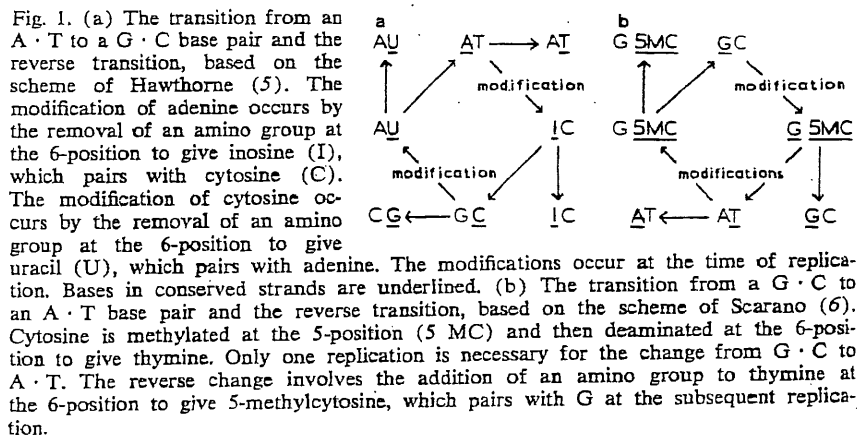 Fig. 1. (a) The transition from an
A · T to a G · C base pair and the
reverse transition, based on the
scheme of Hawthorne (5). The
modification of adenine occurs by
the removal of an amino group at
the 6-position to give inosine (I),
which pairs with cytosine (C).
The modification of cytosine oc-
curs by the removal of an amino
group at the 6-position to give
uracil (U), which pairs with adenine. The modifications occur at the time of replica-
tion. Bases in conserved strands are underlined. (b) The transition from a G · C to
an A · T base pair and the reverse transition, based on the scheme of Scarano (6).
Cytosine is methylated at the 5-position (5 MC) and then deaminated at the 6-posi-
tion to give thymine. Only one replication is necessary for the change from G · C to
A · T. The reverse change involves the addition of an amino group to thymine at
the 6-position to give 5-methylcytosine, which pairs with G at the subsequent replica-
tion.
a
AU AT AT
modification
AU IC
modification
CG GC IC
b
G 5MC GC
modification
G 5MC G 5MC
modifications
AT AT GC